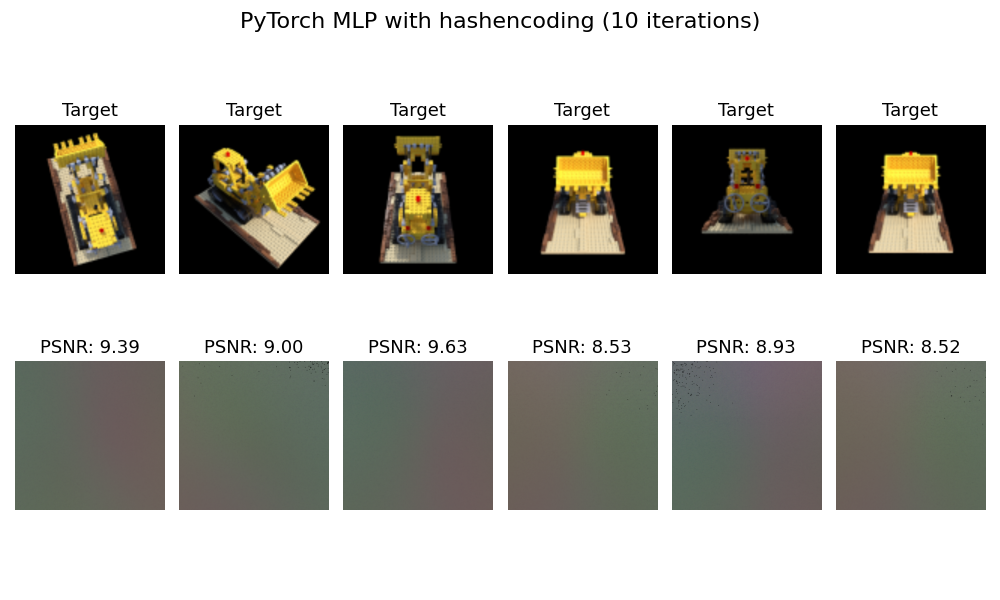 PyTorch MLP with hashencoding (10 iterations)
Target Target Target Target Target Target
PSNR: 9.39 PSNR: 9.00 PSNR: 9.63 PSNR: 8.53 PSNR: 8.93 PSNR: 8.52